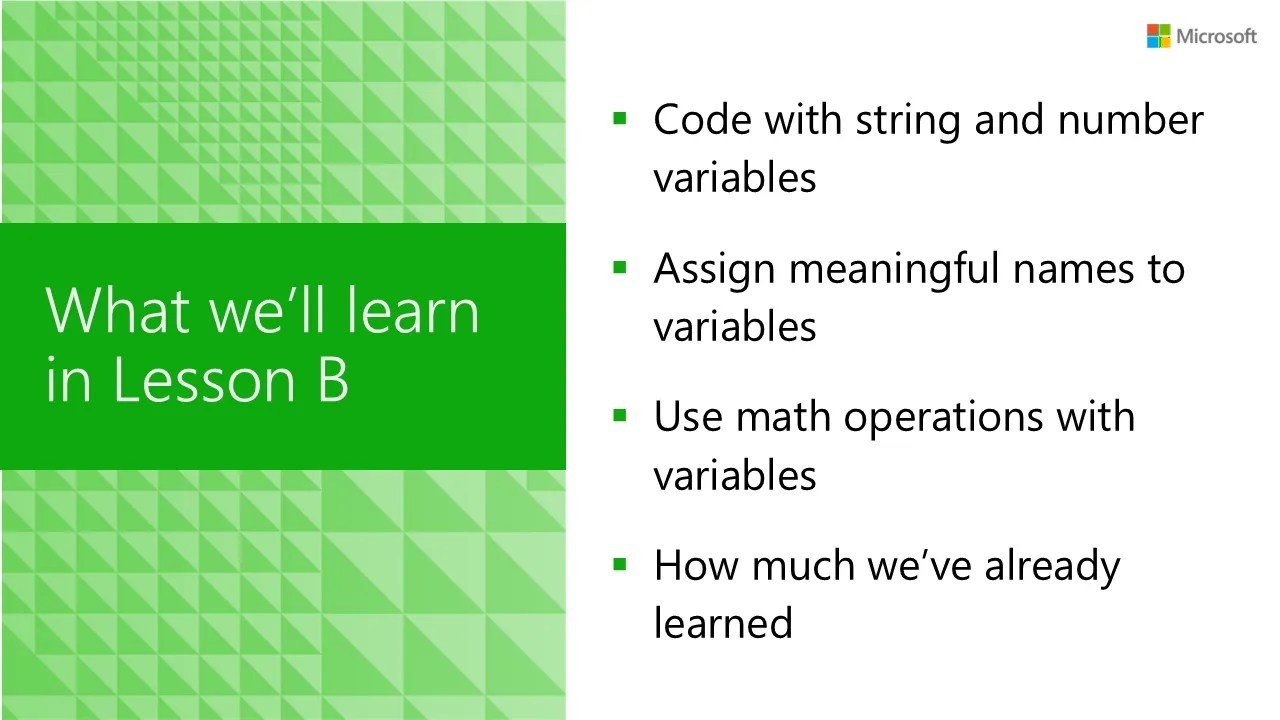 Microsoft
What we’ll learn
in Lesson B
▪ Code with string and number
variables
▪ Assign meaningful names to
variables
▪ Use math operations with
variables
▪ How much we’ve already
learned